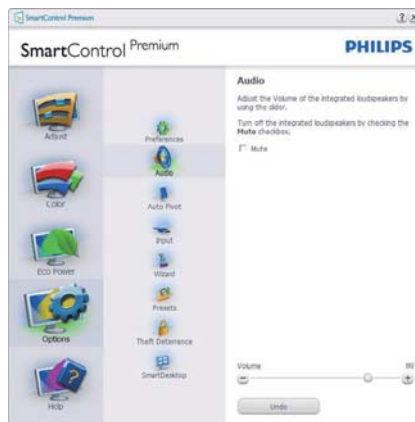 SmartControl Premium
SmartControl Premium
PHILIPS
Adjust
Color
Eco Power
Options
Help
Preferences
Audio
Auto Pivot
Input
Wizard
Presets
Theft Deterrence
SmartDesktop
Audio
Adjust the Volume of the integrated loudspeakers by
using the slider.
Turn off the integrated loudspeakers by checking the
Mute checkbox.
Mute
Volume
Undo